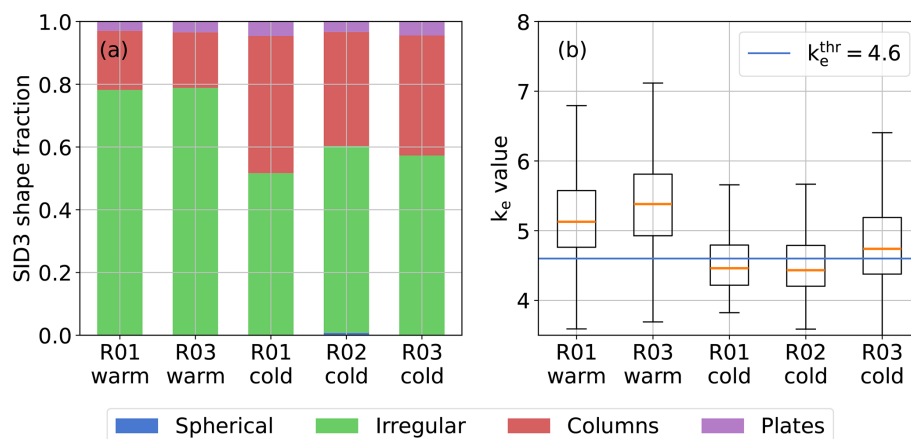 (a)
SID3 shape fraction
1.0
0.8
0.6
0.4
0.2
0.0
R01 warm
R03 warm
R01 cold
R02 cold
R03 cold
(b)
kₑ value
8
7
6
5
4
kₑᵗʰʳ = 4.6
R01 warm
R03 warm
R01 cold
R02 cold
R03 cold
Spherical
Irregular
Columns
Plates